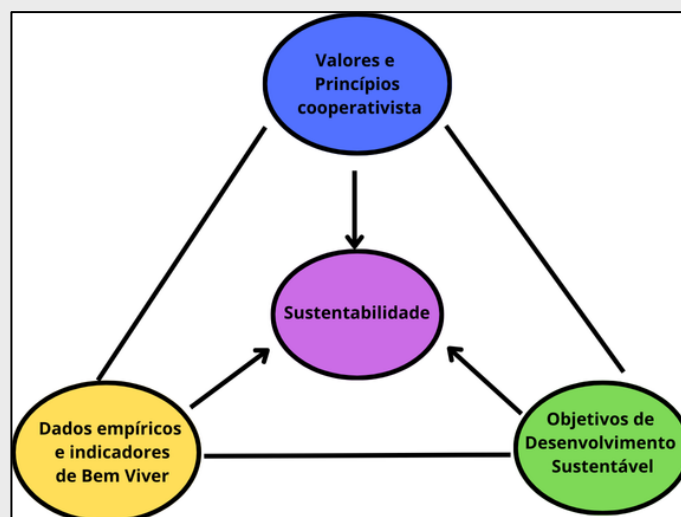 Valores e
Princípios
cooperativista
Sustentabilidade
Dados empíricos
e indicadores
de Bem Viver
Objetivos de
Desenvolvimento
Sustentável